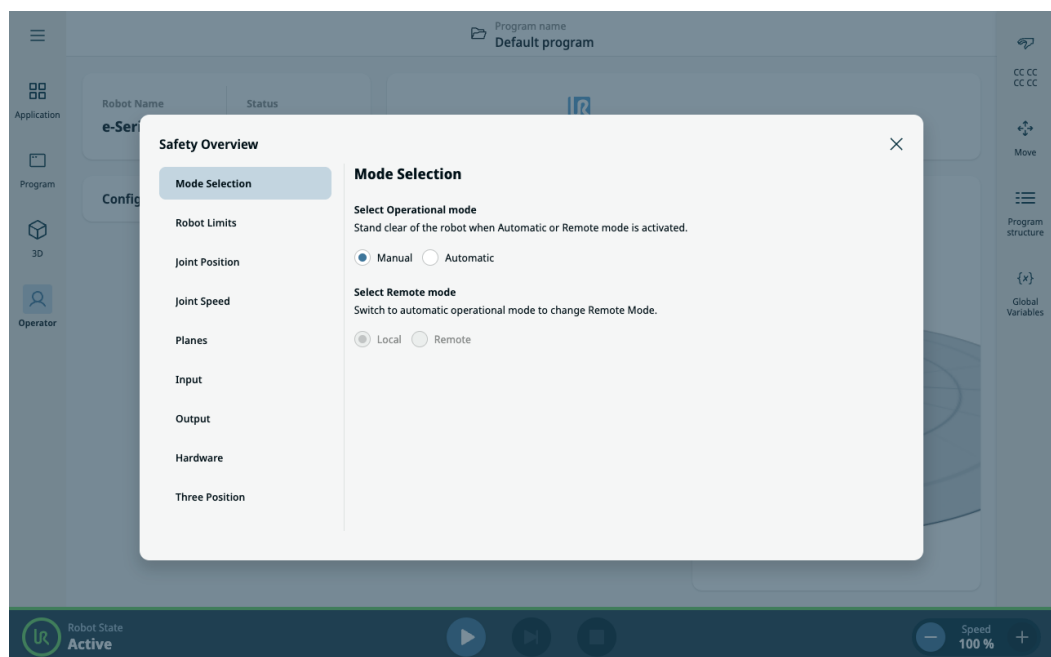 Program name
Default program
Application
Program
3D
Operator
Robot Name
Status
e-Seri
Config
Safety Overview
Mode Selection
Robot Limits
Joint Position
Joint Speed
Planes
Input
Output
Hardware
Three Position
Mode Selection
Select Operational mode
Stand clear of the robot when Automatic or Remote mode is activated.
Manual Automatic
Select Remote mode
Switch to automatic operational mode to change Remote Mode.
Local Remote
CC CC
CC CC
Move
Program
structure
{x}
Global
Variables
Robot State
Active
Speed
100 %